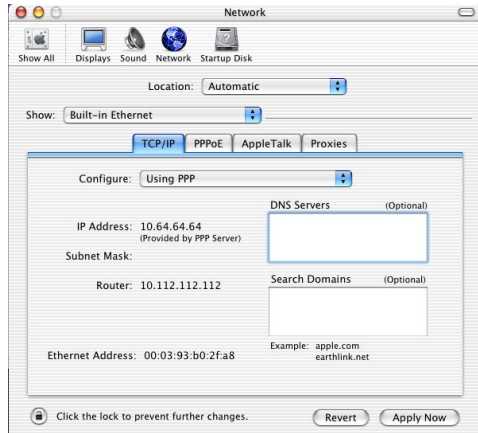 Network
Show All Displays Sound Network Startup Disk
Location: Automatic
Show: Built-in Ethernet
TCP/IP PPPoE AppleTalk Proxies
Configure: Using PPP
DNS Servers (Optional)
IP Address: 10.64.64.64
(Provided by PPP Server)
Subnet Mask:
Router: 10.112.112.112
Search Domains (Optional)
Example: apple.com
earthlink.net
Ethernet Address: 00:03:93:b0:2f:a8
Click the lock to prevent further changes.
Revert Apply Now